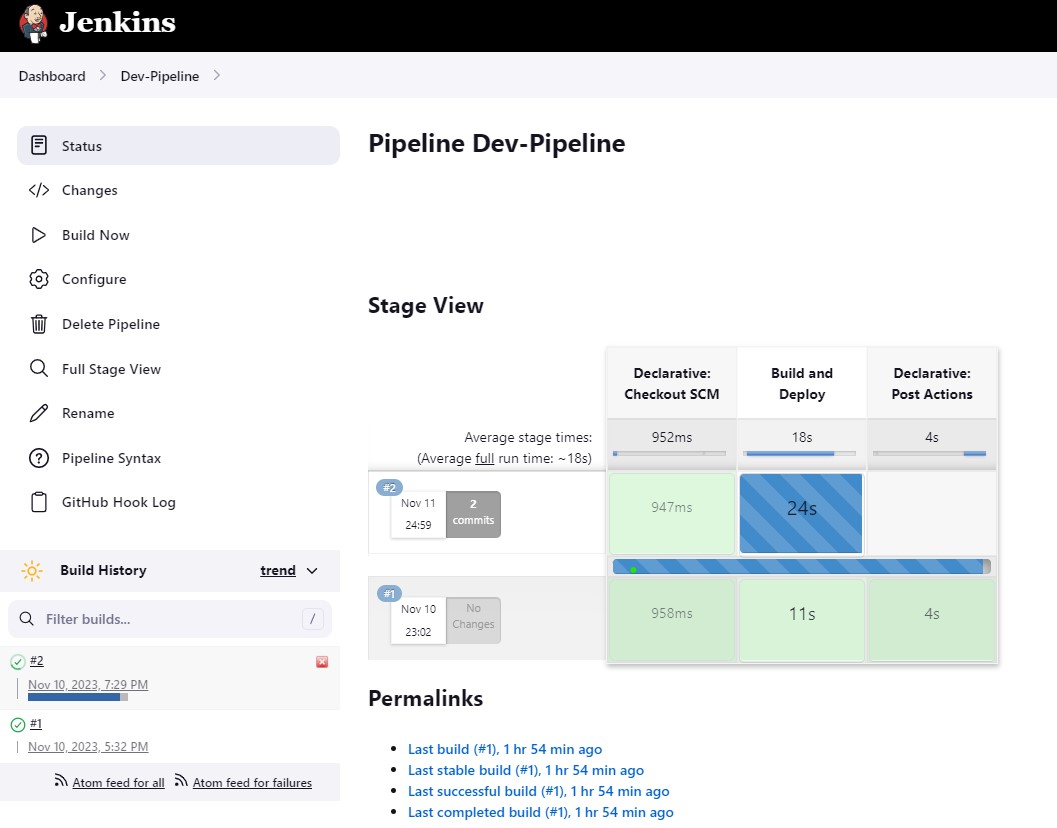 Jenkins
Dashboard
Dev-Pipeline
Status
Changes
Build Now
Configure
Delete Pipeline
Full Stage View
Rename
Pipeline Syntax
GitHub Hook Log
Build History
trend
Filter builds...
/
#2
Nov 10, 2023, 7:29 PM
#1
Nov 10, 2023, 5:32 PM
Atom feed for all
Atom feed for failures
Pipeline Dev-Pipeline
Stage View
Declarative:
Checkout SCM
Build and
Deploy
Declarative:
Post Actions
Average stage times:
(Average full run time: ~18s)
952ms
18s
4s
#2
Nov 11
24:59
2
commits
947ms
24s
#1
Nov 10
23:02
No
Changes
958ms
11s
4s
Permalinks
Last build (#1), 1 hr 54 min ago
Last stable build (#1), 1 hr 54 min ago
Last successful build (#1), 1 hr 54 min ago
Last completed build (#1), 1 hr 54 min ago